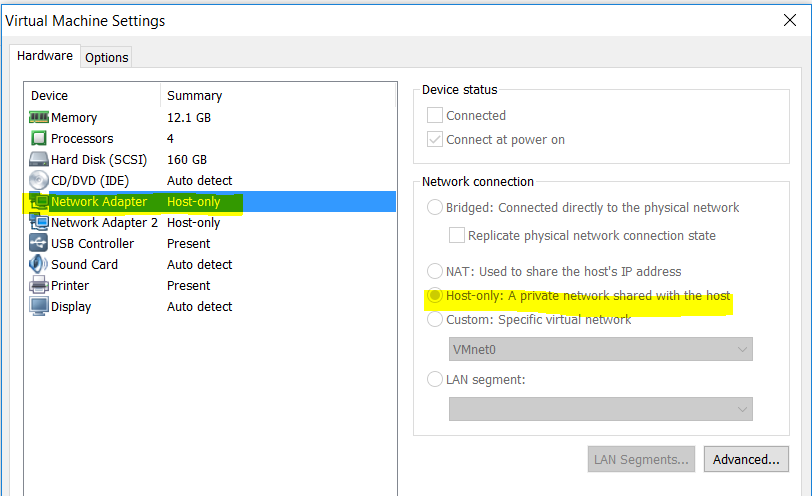 Virtual Machine Settings
Hardware Options
Device Summary
Memory 12.1 GB
Processors 4
Hard Disk (SCSI) 160 GB
CD/DVD (IDE) Auto detect
Network Adapter Host-only
Network Adapter 2 Host-only
USB Controller Present
Sound Card Auto detect
Printer Present
Display Auto detect
Device status
Connected
Connect at power on
Network connection
Bridged: Connected directly to the physical network
Replicate physical network connection state
NAT: Used to share the host's IP address
Host-only: A private network shared with the host
Custom: Specific virtual network
VMnet0
LAN segment:
LAN Segments... Advanced...